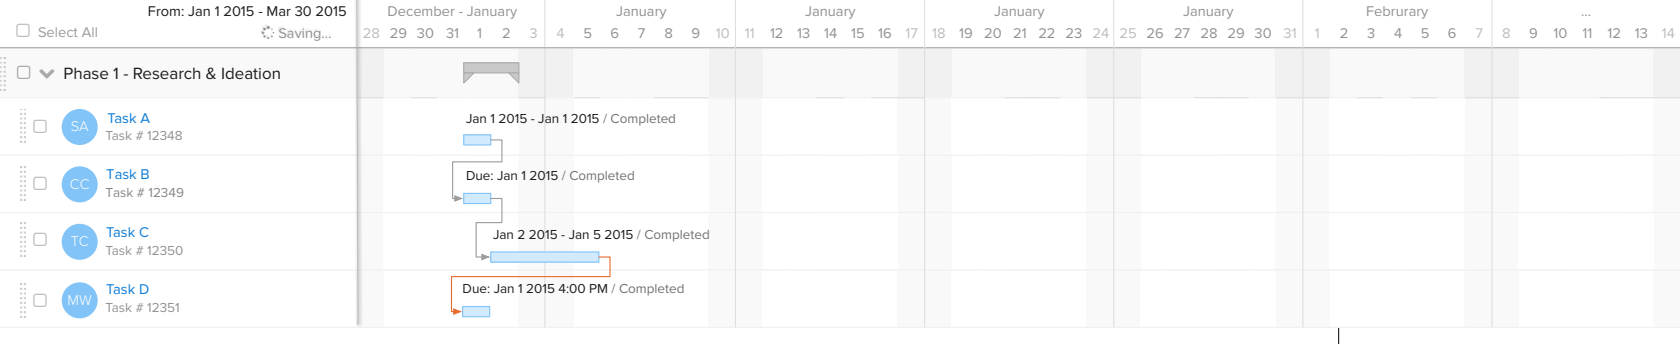 From: Jan 1 2015 - Mar 30 2015
Select All
Saving...
December - January January January January January Februrary ...
28 29 30 31 1 2 3 4 5 6 7 8 9 10 11 12 13 14 15 16 17 18 19 20 21 22 23 24 25 26 27 28 29 30 31 1 2 3 4 5 6 7 8 9 10 11 12 13 14
Phase 1 - Research & Ideation
SA Task A
Task # 12348
Jan 1 2015 - Jan 1 2015 / Completed
CC Task B
Task # 12349
Due: Jan 1 2015 / Completed
TC Task C
Task # 12350
Jan 2 2015 - Jan 5 2015 / Completed
MW Task D
Task # 12351
Due: Jan 1 2015 4:00 PM / Completed